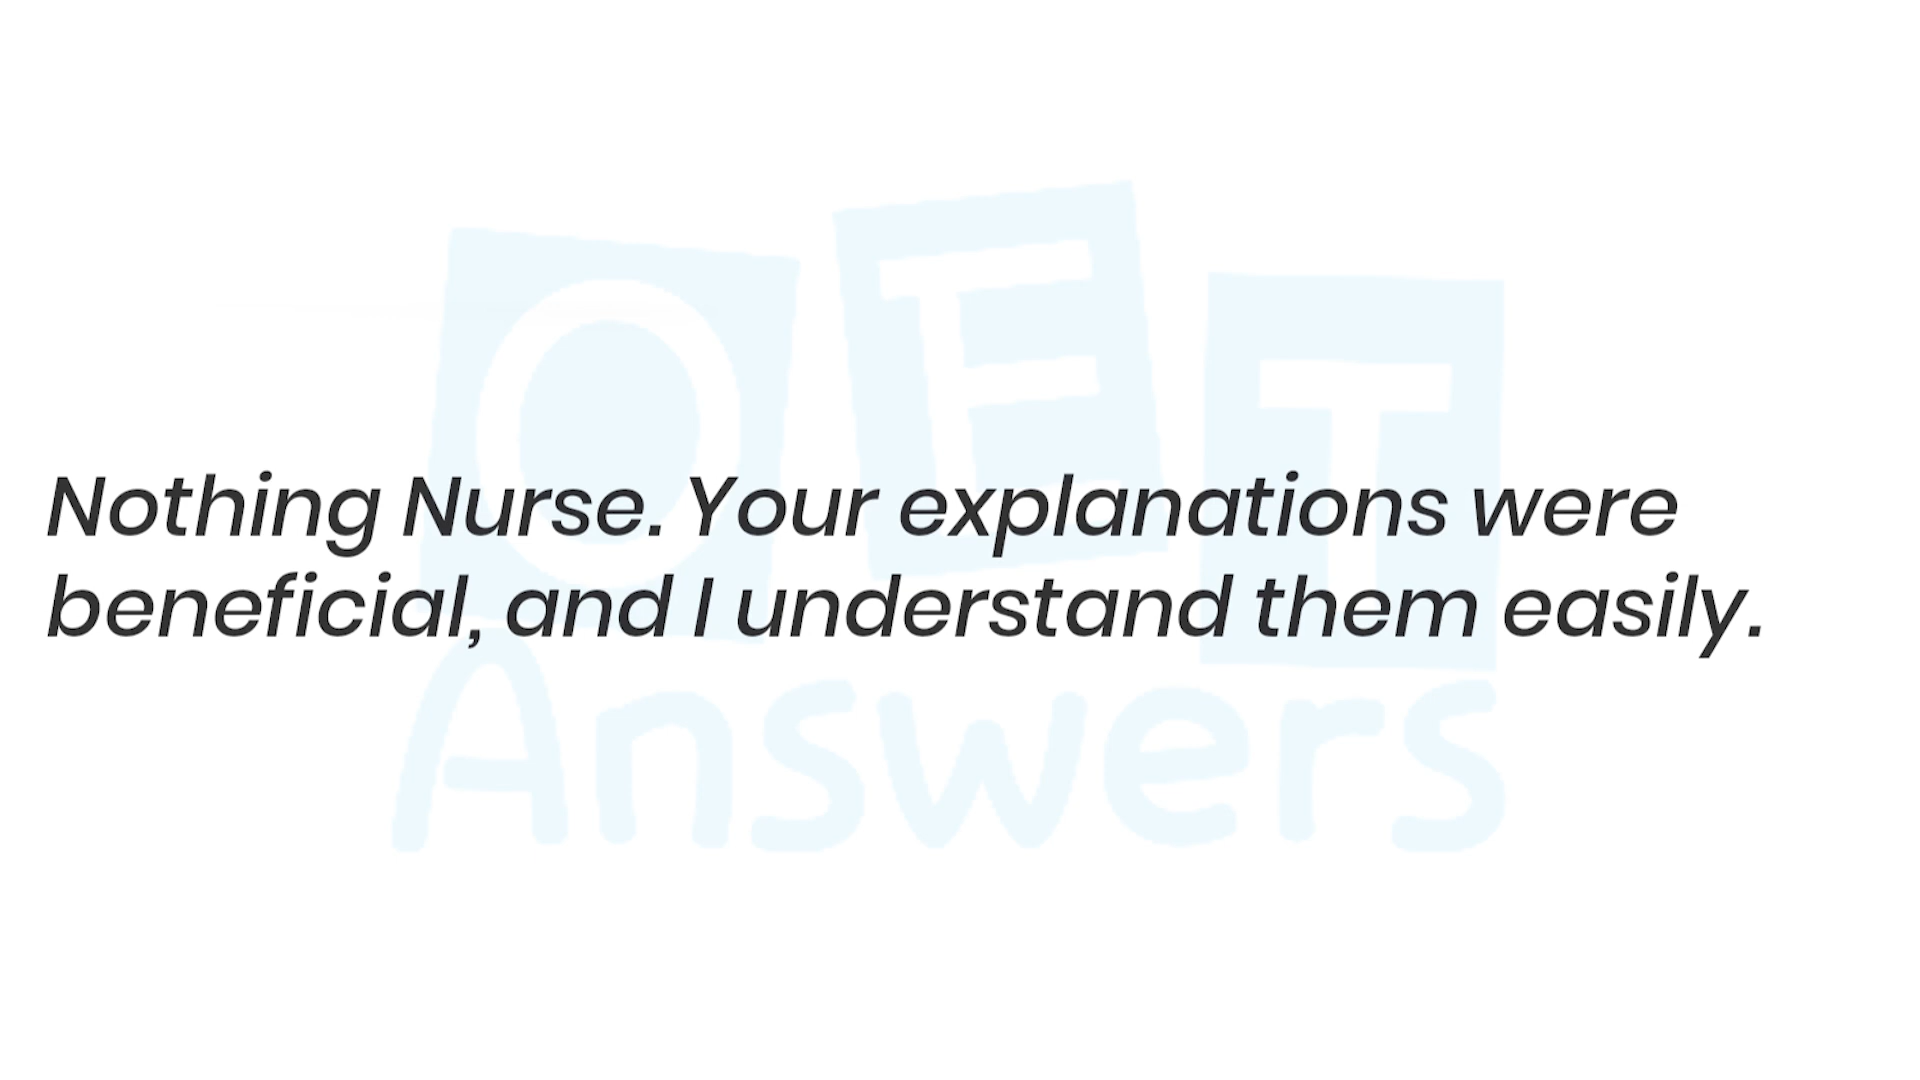 OET
Nothing Nurse. Your explanations were
beneficial, and I understand them easily.
Answers